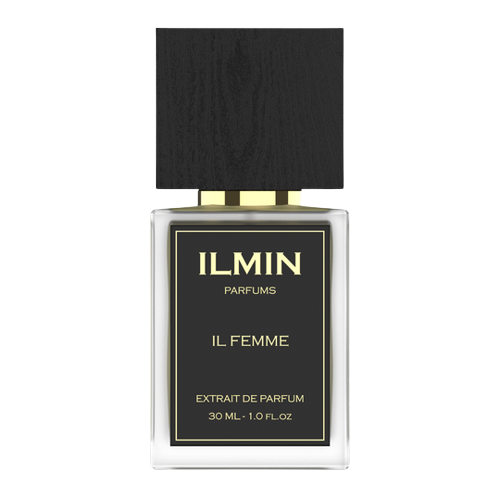 ILMIN
PARFUMS
IL FEMME
EXTRAIT DE PARFUM
30 ML - 1.0 FL.OZ